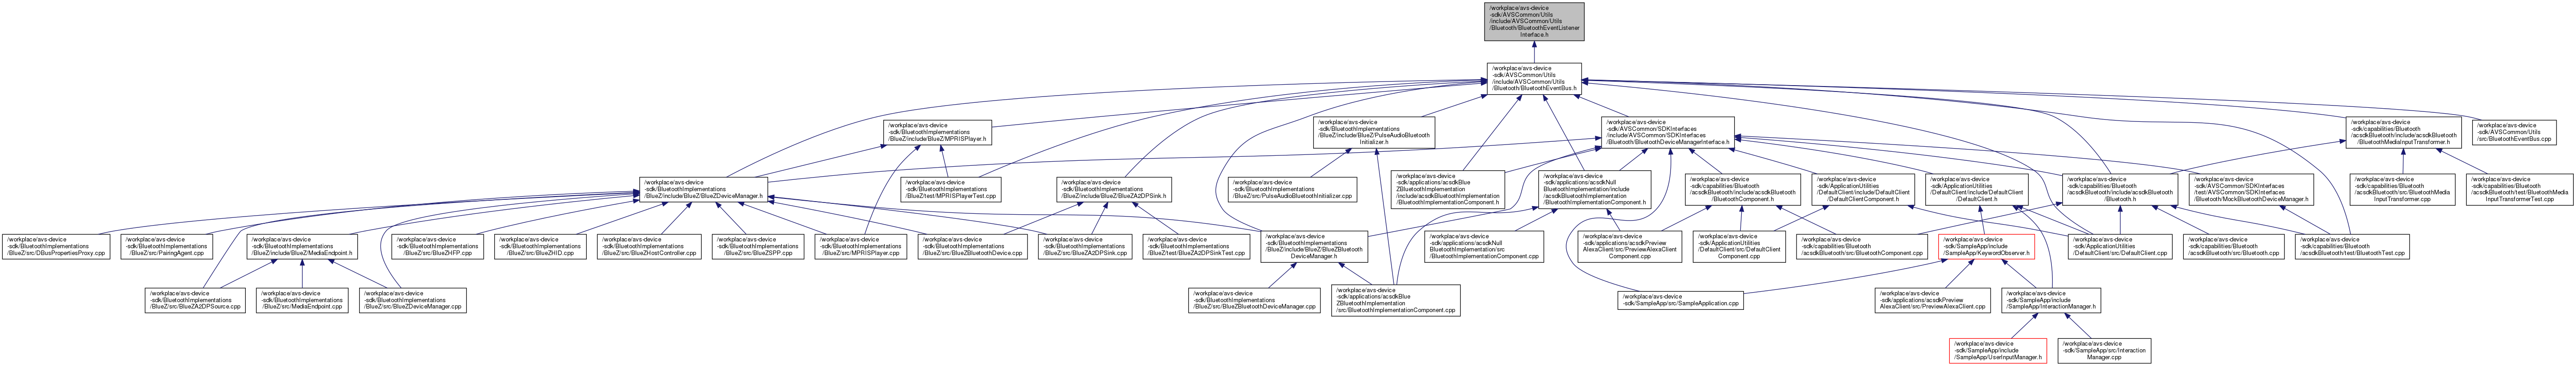 /workplace/avs-device
-sdk/AVSCommon/Utils
/include/AVSCommon/Utils
/Bluetooth/BluetoothEventListener
Interface.h
/workplace/avs-device
-sdk/AVSCommon/Utils
/include/AVSCommon/Utils
/Bluetooth/BluetoothEventBus.h
/workplace/avs-device
-sdk/BluetoothImplementations
/BlueZ/include/BlueZ/MPRISPlayer.h
/workplace/avs-device
-sdk/BluetoothImplementations
/BlueZ/include/BlueZ/PulseAudioBluetooth
Initializer.h
/workplace/avs-device
-sdk/AVSCommon/SDKInterfaces
/include/AVSCommon/SDKInterfaces
/Bluetooth/BluetoothDeviceManagerInterface.h
/workplace/avs-device
-sdk/capabilities/Bluetooth
/acsdkBluetooth/include/acsdkBluetooth
/BluetoothMediaInputTransformer.h
/workplace/avs-device
-sdk/AVSCommon/Utils
/src/BluetoothEventBus.cpp
/workplace/avs-device
-sdk/BluetoothImplementations
/BlueZ/include/BlueZ/BlueZDeviceManager.h
/workplace/avs-device
-sdk/BluetoothImplementations
/BlueZ/test/MPRISPlayerTest.cpp
/workplace/avs-device
-sdk/BluetoothImplementations
/BlueZ/include/BlueZ/BlueZA2DPSink.h
/workplace/avs-device
-sdk/BluetoothImplementations
/BlueZ/src/PulseAudioBluetoothInitializer.cpp
/workplace/avs-device
-sdk/applications/acsdkBlue
ZBluetoothImplementation
/include/acsdkBluetoothImplementation
/BluetoothImplementationComponent.h
/workplace/avs-device
-sdk/applications/acsdkNull
BluetoothImplementation/include
/acsdkBluetoothImplementation
/BluetoothImplementationComponent.h
/workplace/avs-device
-sdk/capabilities/Bluetooth
/acsdkBluetooth/include/acsdkBluetooth
/BluetoothComponent.h
/workplace/avs-device
-sdk/ApplicationUtilities
/DefaultClient/include/DefaultClient
/DefaultClientComponent.h
/workplace/avs-device
-sdk/ApplicationUtilities
/DefaultClient/include/DefaultClient
/DefaultClient.h
/workplace/avs-device
-sdk/capabilities/Bluetooth
/acsdkBluetooth/include/acsdkBluetooth
/Bluetooth.h
/workplace/avs-device
-sdk/AVSCommon/SDKInterfaces
/test/AVSCommon/SDKInterfaces
/Bluetooth/MockBluetoothDeviceManager.h
/workplace/avs-device
-sdk/capabilities/Bluetooth
/acsdkBluetooth/src/BluetoothMedia
InputTransformer.cpp
/workplace/avs-device
-sdk/capabilities/Bluetooth
/acsdkBluetooth/test/BluetoothMedia
InputTransformerTest.cpp
/workplace/avs-device
-sdk/BluetoothImplementations
/BlueZ/src/DBusPropertiesProxy.cpp
/workplace/avs-device
-sdk/BluetoothImplementations
/BlueZ/src/PairingAgent.cpp
/workplace/avs-device
-sdk/BluetoothImplementations
/BlueZ/include/BlueZ/MediaEndpoint.h
/workplace/avs-device
-sdk/BluetoothImplementations
/BlueZ/src/BlueZHFP.cpp
/workplace/avs-device
-sdk/BluetoothImplementations
/BlueZ/src/BlueZHID.cpp
/workplace/avs-device
-sdk/BluetoothImplementations
/BlueZ/src/BlueZHostController.cpp
/workplace/avs-device
-sdk/BluetoothImplementations
/BlueZ/src/BlueZSPP.cpp
/workplace/avs-device
-sdk/BluetoothImplementations
/BlueZ/src/MPRISPlayer.cpp
/workplace/avs-device
-sdk/BluetoothImplementations
/BlueZ/src/BlueZBluetoothDevice.cpp
/workplace/avs-device
-sdk/BluetoothImplementations
/BlueZ/src/BlueZA2DPSink.cpp
/workplace/avs-device
-sdk/BluetoothImplementations
/BlueZ/test/BlueZA2DPSinkTest.cpp
/workplace/avs-device
-sdk/BluetoothImplementations
/BlueZ/include/BlueZ/BlueZBluetooth
DeviceManager.h
/workplace/avs-device
-sdk/applications/acsdkNull
BluetoothImplementation/src
/BluetoothImplementationComponent.cpp
/workplace/avs-device
-sdk/applications/acsdkPreview
AlexaClient/src/PreviewAlexaClient
Component.cpp
/workplace/avs-device
-sdk/ApplicationUtilities
/DefaultClient/src/DefaultClient
Component.cpp
/workplace/avs-device
-sdk/capabilities/Bluetooth
/acsdkBluetooth/src/BluetoothComponent.cpp
/workplace/avs-device
-sdk/SampleApp/include
/SampleApp/KeywordObserver.h
/workplace/avs-device
-sdk/ApplicationUtilities
/DefaultClient/src/DefaultClient.cpp
/workplace/avs-device
-sdk/capabilities/Bluetooth
/acsdkBluetooth/src/Bluetooth.cpp
/workplace/avs-device
-sdk/capabilities/Bluetooth
/acsdkBluetooth/test/BluetoothTest.cpp
/workplace/avs-device
-sdk/BluetoothImplementations
/BlueZ/src/BlueZA2DPSource.cpp
/workplace/avs-device
-sdk/BluetoothImplementations
/BlueZ/src/MediaEndpoint.cpp
/workplace/avs-device
-sdk/BluetoothImplementations
/BlueZ/src/BlueZDeviceManager.cpp
/workplace/avs-device
-sdk/BluetoothImplementations
/BlueZ/src/BlueZBluetoothDeviceManager.cpp
/workplace/avs-device
-sdk/applications/acsdkBlue
ZBluetoothImplementation
/src/BluetoothImplementationComponent.cpp
/workplace/avs-device
-sdk/SampleApp/src/SampleApplication.cpp
/workplace/avs-device
-sdk/applications/acsdkPreview
AlexaClient/src/PreviewAlexaClient.cpp
/workplace/avs-device
-sdk/SampleApp/include
/SampleApp/InteractionManager.h
/workplace/avs-device
-sdk/SampleApp/include
/SampleApp/UserInputManager.h
/workplace/avs-device
-sdk/SampleApp/src/Interaction
Manager.cpp